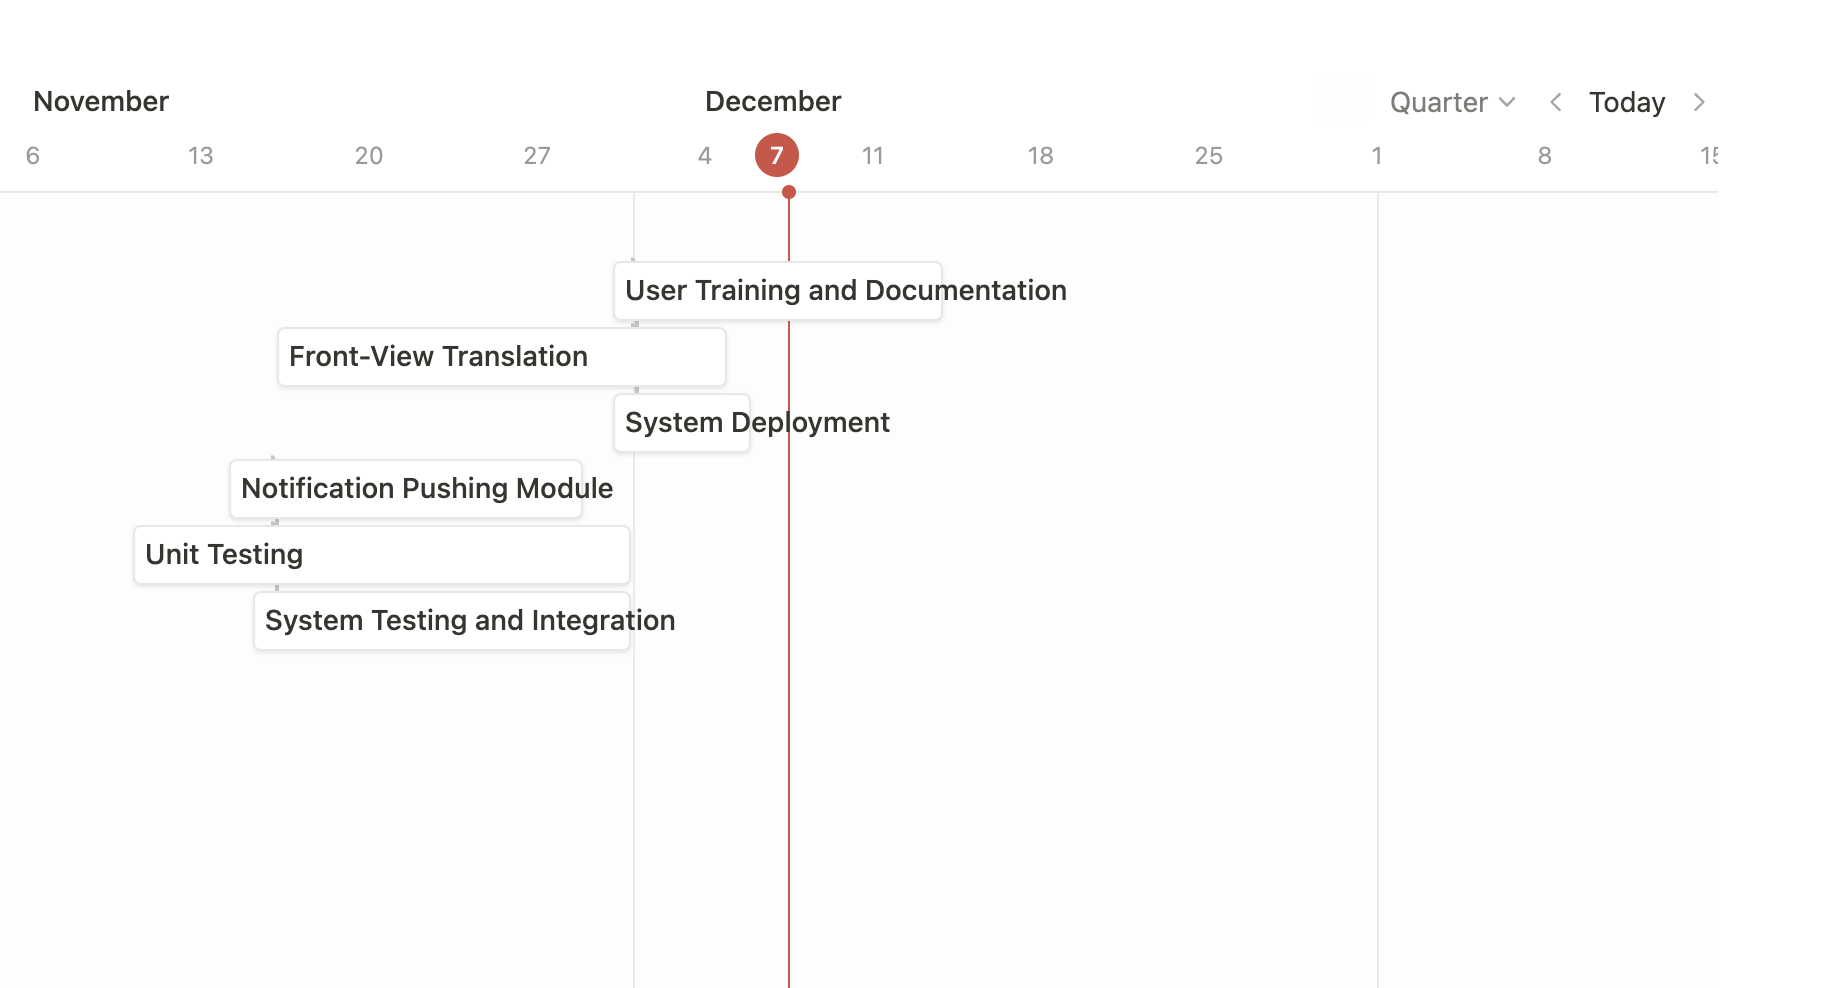 November December Quarter Today
6 13 20 27 4 7 11 18 25 1 8 15
User Training and Documentation
Front-View Translation
System Deployment
Notification Pushing Module
Unit Testing
System Testing and Integration